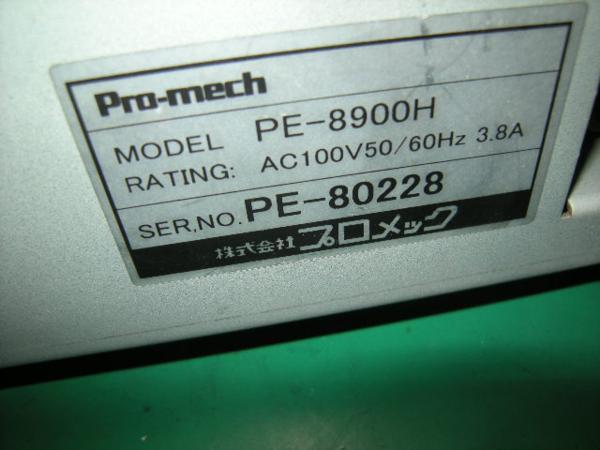 Pro-mech
MODEL PE-8900H
RATING: AC100V50/60Hz 3.8A
SER.NO. PE-80228
株式会社 プロメック